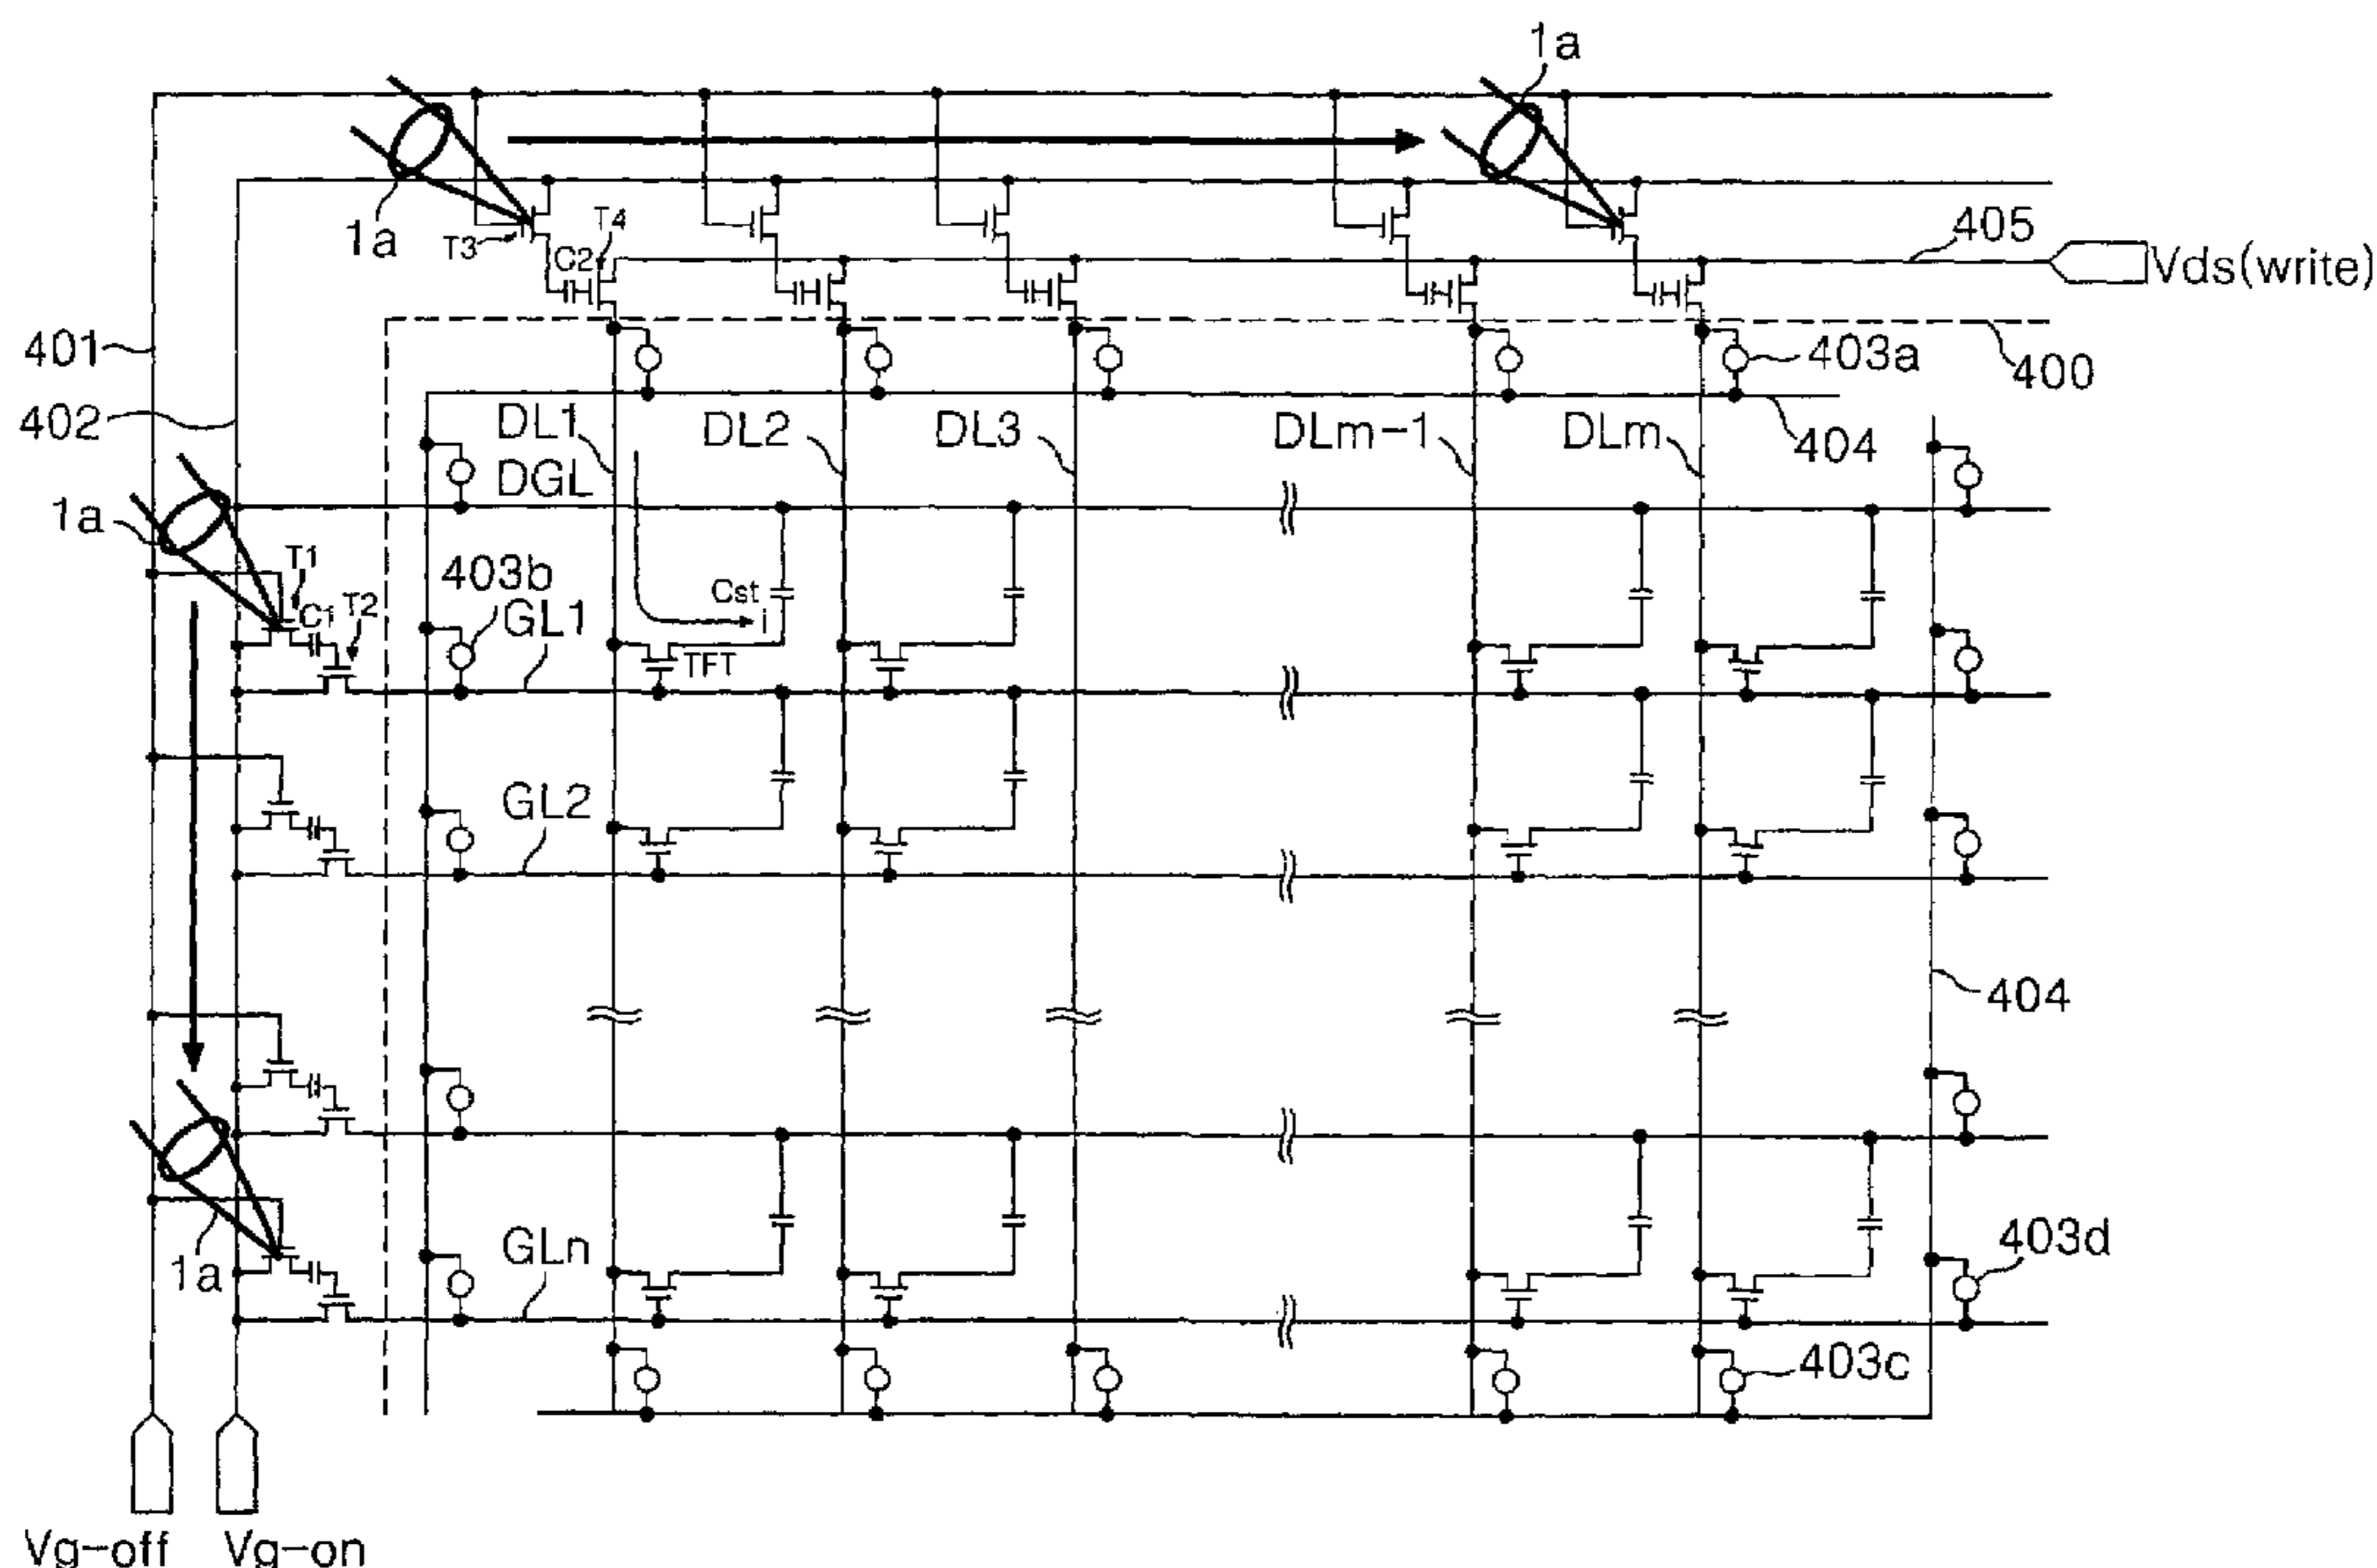 1a
1a
T3
T4
C2
405
Vds(write)
401
403a
400
402
DL1
DL2
DL3
DLm-1
DLm
404
DGL
1a
T1
C1
T2
403b
GL1
Cst
i
TFT
GL2
404
1a
GLn
403d
403c
Vg-off
Vg-on